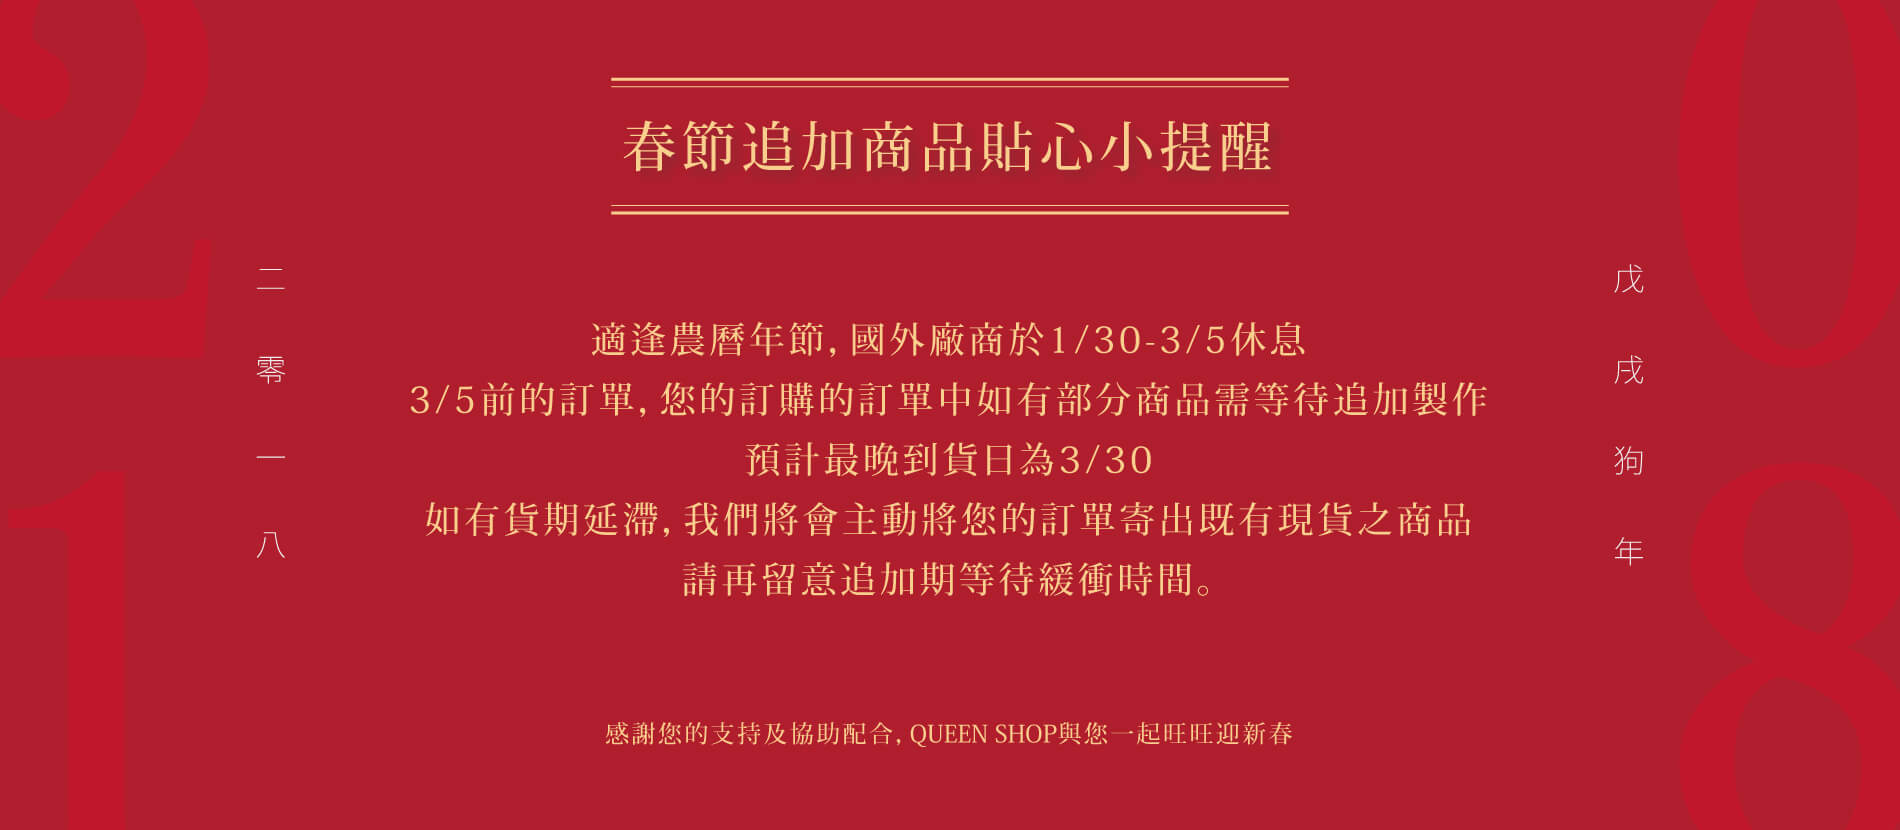 春節追加商品貼心小提醒
二零一八
戊戌狗年
適逢農曆年節, 國外廠商於1/30-3/5休息
3/5前的訂單, 您的訂購的訂單中如有部分商品需等待追加製作
預計最晚到貨日為3/30
如有貨期延滯, 我們將會主動將您的訂單寄出既有現貨之商品
請再留意追加期等待緩衝時間。
感謝您的支持及協助配合, QUEEN SHOP與您一起旺旺迎新春
2
0
1
8